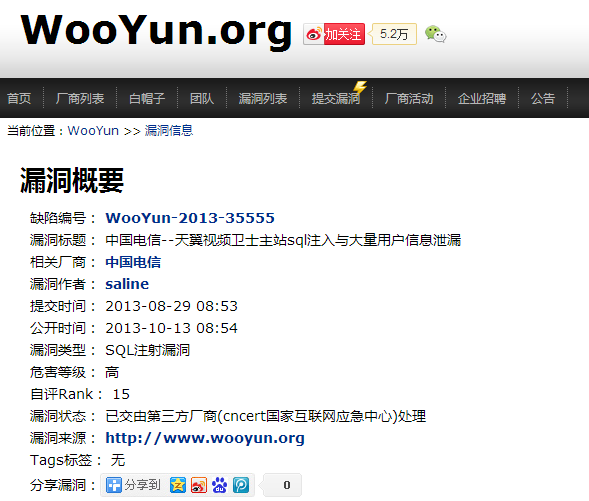 WooYun.org 加关注 5.2万
首页 厂商列表 白帽子 团队 漏洞列表 提交漏洞 厂商活动 企业招聘 公告
当前位置：WooYun >> 漏洞信息
漏洞概要
缺陷编号： WooYun-2013-35555
漏洞标题： 中国电信--天翼视频卫士主站sql注入与大量用户信息泄漏
相关厂商： 中国电信
漏洞作者： saline
提交时间： 2013-08-29 08:53
公开时间： 2013-10-13 08:54
漏洞类型： SQL注射漏洞
危害等级： 高
自评Rank： 15
漏洞状态： 已交由第三方厂商(cncert国家互联网应急中心)处理
漏洞来源： http://www.wooyun.org
Tags标签： 无
分享漏洞： 分享到 0